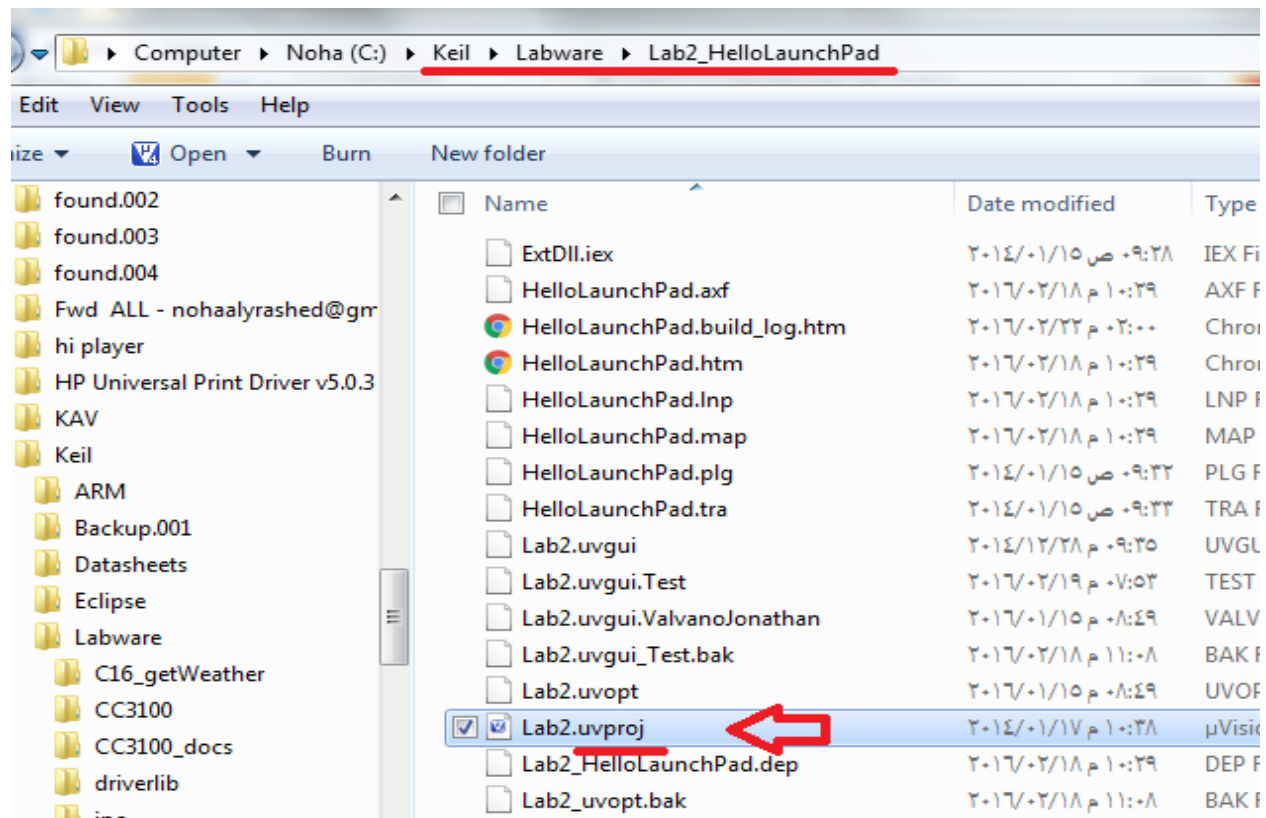 Computer ▸ Noha (C:) ▸ Keil ▸ Labware ▸ Lab2_HelloLaunchPad
Edit View Tools Help
Open Burn New folder
found.002
found.003
found.004
Fwd ALL - nohaalyrashed@gm
hi player
HP Universal Print Driver v5.0.3
KAV
Keil
ARM
Backup.001
Datasheets
Eclipse
Labware
C16_getWeather
CC3100
CC3100_docs
driverlib
Name Date modified Type
ExtDll.iex ٢٠١٤/٠١/١٥ ص ٠٩:٢٨ IEX Fi
HelloLaunchPad.axf ٢٠١٦/٠٢/١٨ م ١٠:٢٩ AXF F
HelloLaunchPad.build_log.htm ٢٠١٦/٠٢/٢٢ م ٠٢:٠٠ Chror
HelloLaunchPad.htm ٢٠١٦/٠٢/١٨ م ١٠:٢٩ Chror
HelloLaunchPad.lnp ٢٠١٦/٠٢/١٨ م ١٠:٢٩ LNP F
HelloLaunchPad.map ٢٠١٦/٠٢/١٨ م ١٠:٢٩ MAP
HelloLaunchPad.plg ٢٠١٤/٠١/١٥ ص ٠٩:٣٢ PLG F
HelloLaunchPad.tra ٢٠١٤/٠١/١٥ ص ٠٩:٣٣ TRA F
Lab2.uvgui ٢٠١٤/١٢/٢٨ م ٠٩:٣٥ UVGU
Lab2.uvgui.Test ٢٠١٦/٠٢/١٩ م ٠٧:٥٣ TEST
Lab2.uvgui.ValvanoJonathan ٢٠١٦/٠١/١٥ م ٠٨:٤٩ VALV
Lab2.uvgui_Test.bak ٢٠١٦/٠٢/١٨ م ١١:٠٨ BAK F
Lab2.uvopt ٢٠١٦/٠١/١٥ م ٠٨:٤٩ UVOP
Lab2.uvproj ٢٠١٤/٠١/١٧ م ١٠:٣٨ µVisio
Lab2_HelloLaunchPad.dep ٢٠١٦/٠٢/١٨ م ١٠:٢٩ DEP F
Lab2_uvopt.bak ٢٠١٦/٠٢/١٨ م ١١:٠٨ BAK F